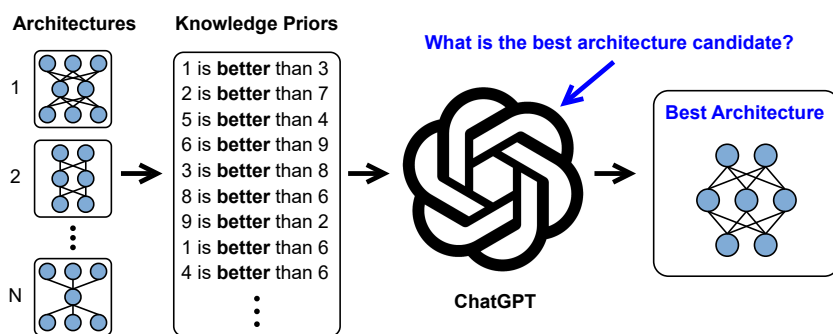 Architectures
Knowledge Priors
What is the best architecture candidate?
1
2
N
1 is better than 3
2 is better than 7
5 is better than 4
6 is better than 9
3 is better than 8
8 is better than 6
9 is better than 2
1 is better than 6
4 is better than 6
ChatGPT
Best Architecture